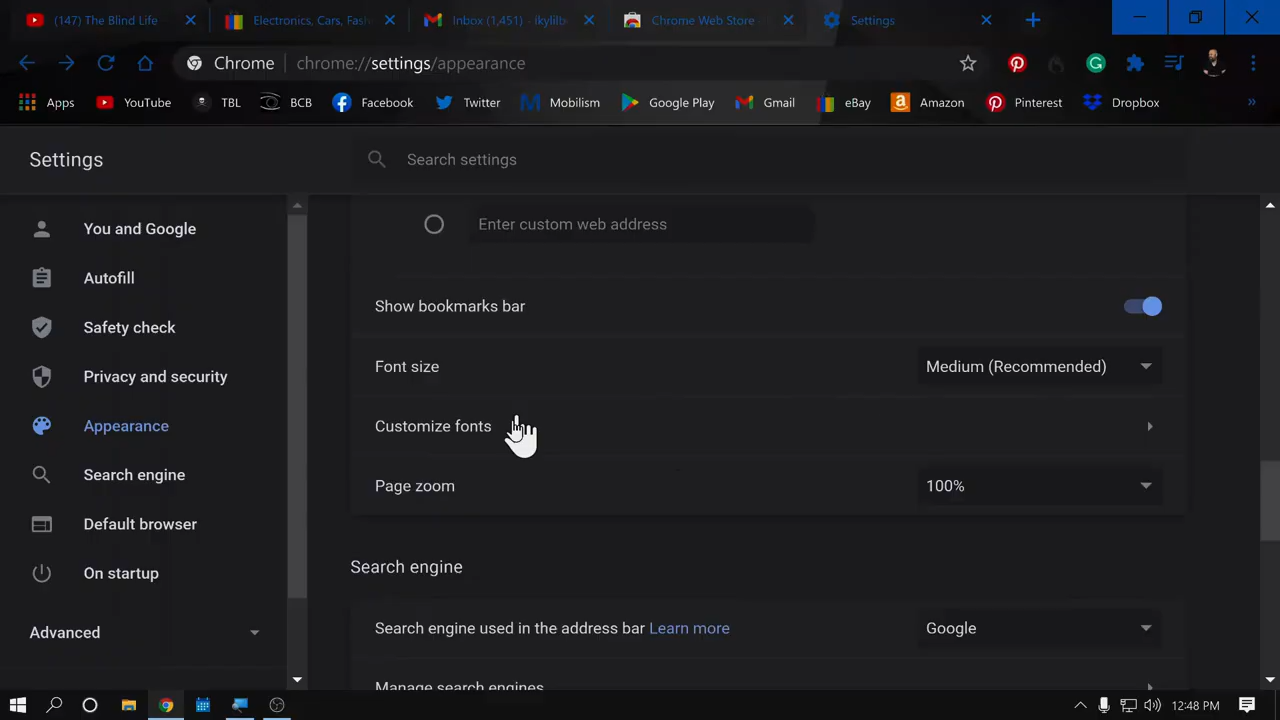 (147) The Blind Life
Electronics, Cars, Fash
Inbox (1,451) - ikylilb
Chrome Web Store -
Settings
Chrome
chrome://settings/appearance
Apps
YouTube
TBL
BCB
Facebook
Twitter
Mobilism
Google Play
Gmail
eBay
Amazon
Pinterest
Dropbox
»
Settings
Search settings
You and Google
Autofill
Safety check
Privacy and security
Appearance
Search engine
Default browser
On startup
Advanced
Enter custom web address
Show bookmarks bar
Font size
Medium (Recommended)
Customize fonts
Page zoom
100%
Search engine
Search engine used in the address bar Learn more
Google
Manage search engines
12:48 PM